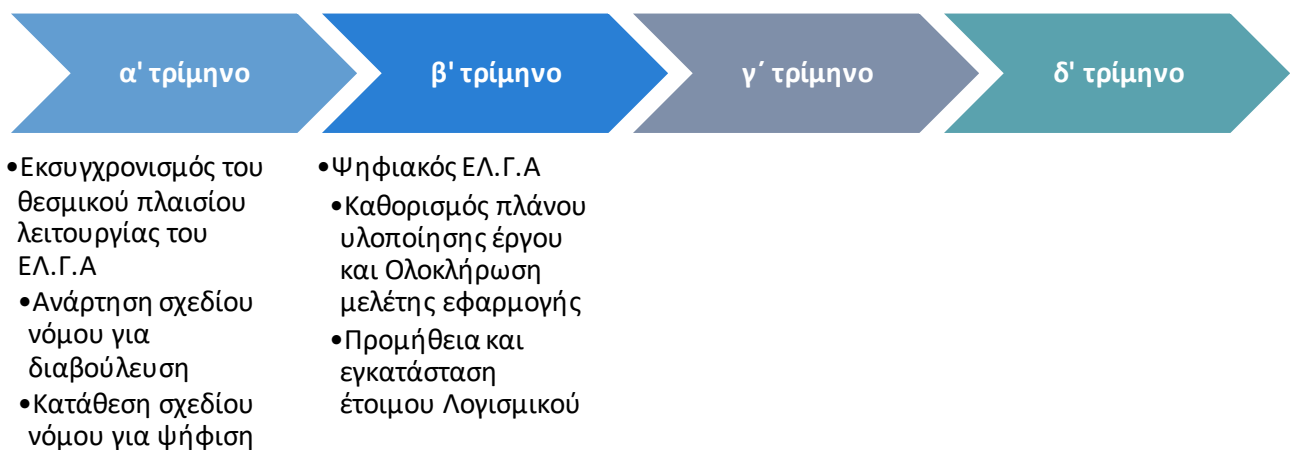 α' τρίμηνο
β' τρίμηνο
γ΄ τρίμηνο
δ' τρίμηνο
•Εκσυγχρονισμός του
θεσμικού πλαισίου
λειτουργίας του
ΕΛ.Γ.Α
•Ανάρτηση σχεδίου
νόμου για
διαβούλευση
•Κατάθεση σχεδίου
νόμου για ψήφιση
•Ψηφιακός ΕΛ.Γ.Α
•Καθορισμός πλάνου
υλοποίησης έργου
και Ολοκλήρωση
μελέτης εφαρμογής
•Προμήθεια και
εγκατάσταση
έτοιμου Λογισμικού